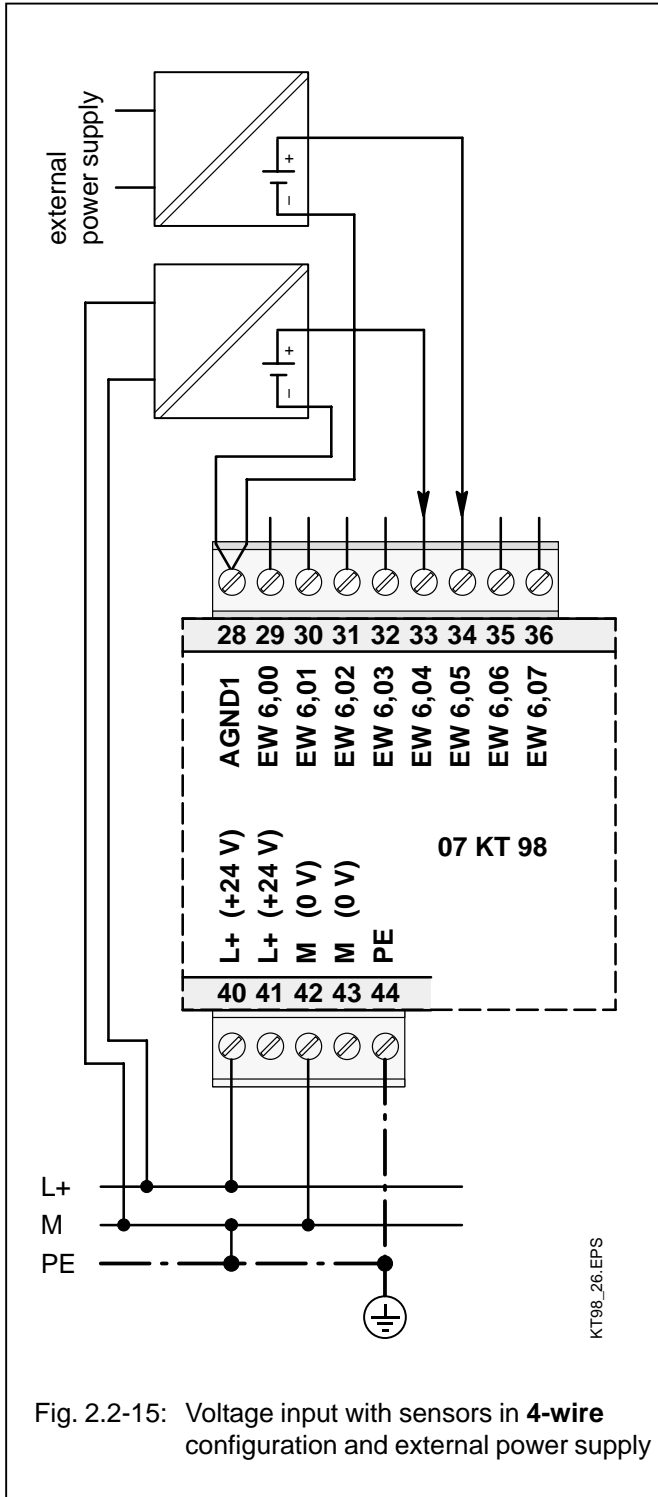 external
power supply
+
–
+
–
28 29 30 31 32 33 34 35 36
AGND1
EW 6,00
EW 6,01
EW 6,02
EW 6,03
EW 6,04
EW 6,05
EW 6,06
EW 6,07
07 KT 98
L+ (+24 V)
L+ (+24 V)
M (0 V)
M (0 V)
PE
40 41 42 43 44
L+
M
PE
KT98_26.EPS
Fig. 2.2-15: Voltage input with sensors in 4-wire
configuration and external power supply